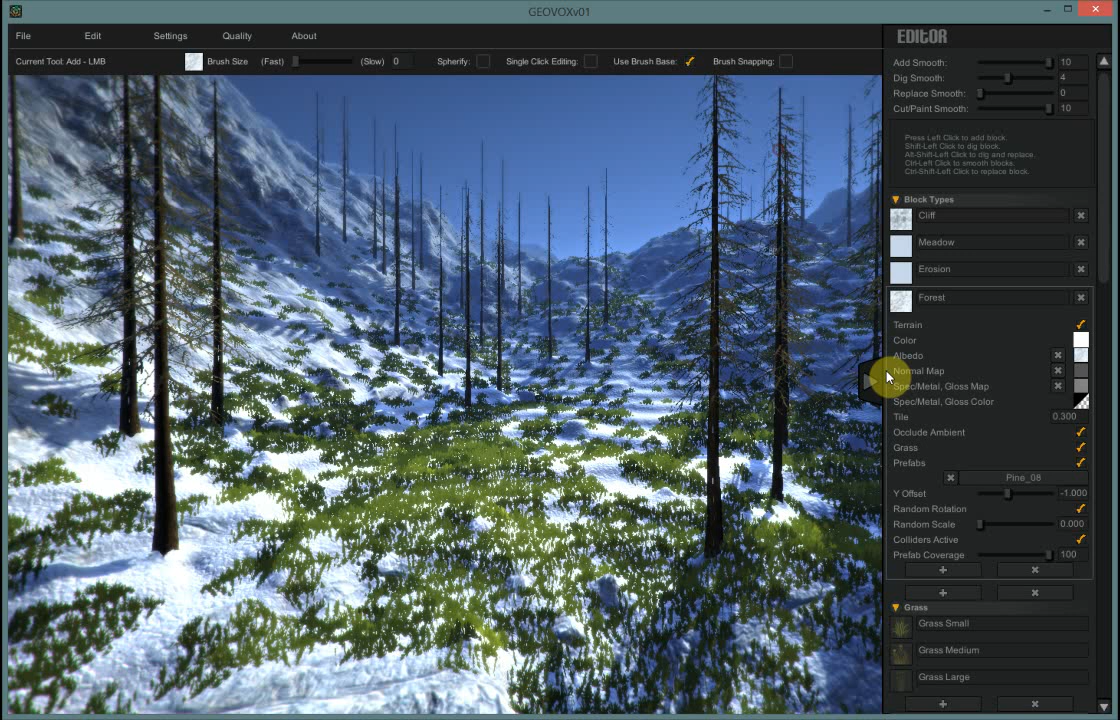 GEOVOXv01
File Edit Settings Quality About
Current Tool: Add - LMB Brush Size (Fast) (Slow) 0 Spherify: Single Click Editing: Use Brush Base: Brush Snapping:
EDITOR
Add Smooth: 10
Dig Smooth: 4
Replace Smooth: 0
Cut/Paint Smooth: 10
Press Left Click to add block.
Shift-Left Click to dig block.
Alt-Shift-Left Click to dig and replace.
Ctrl-Left Click to smooth blocks.
Ctrl-Shift-Left Click to replace block.
Block Types
Cliff
Meadow
Erosion
Forest
Terrain
Color
Albedo
Normal Map
Spec/Metal, Gloss Map
Spec/Metal, Gloss Color
Tile 0.300
Occlude Ambient
Grass
Prefabs
Pine_08
Y Offset -1.000
Random Rotation
Random Scale 0.000
Colliders Active
Prefab Coverage 100
Grass
Grass Small
Grass Medium
Grass Large